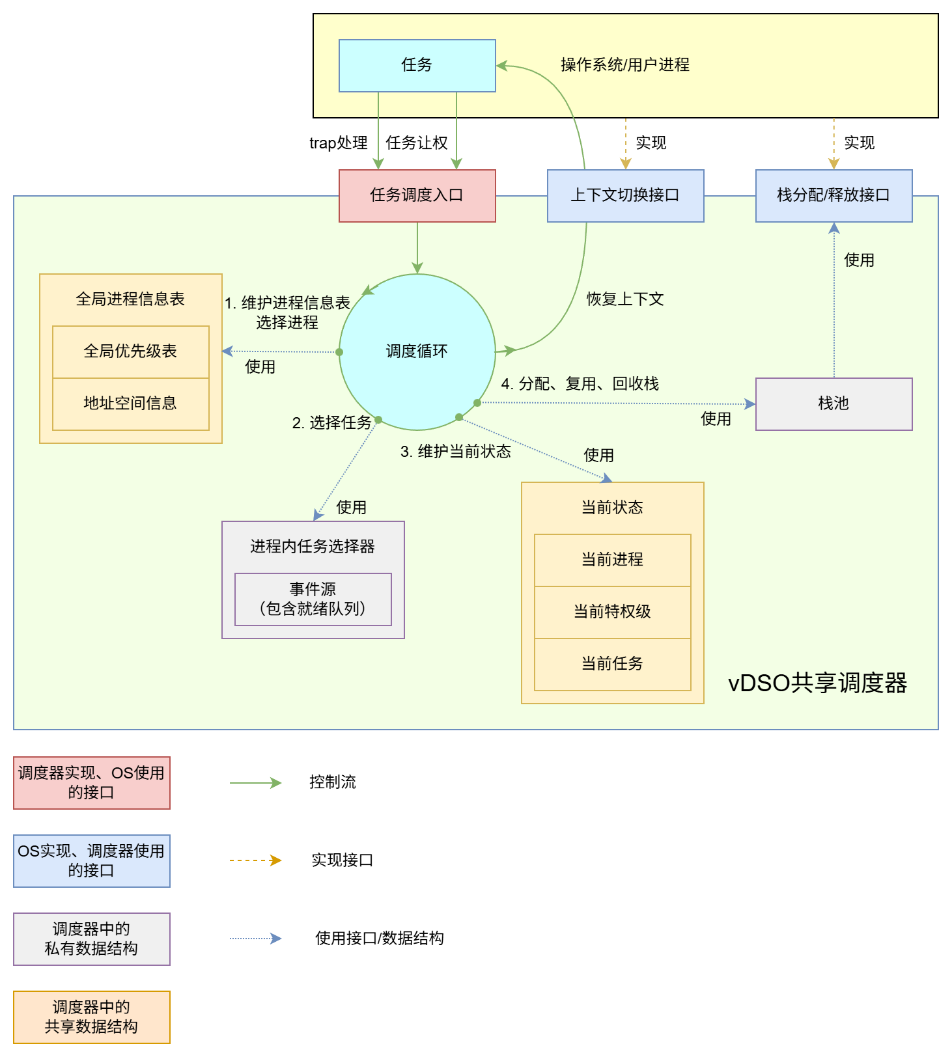 任务
操作系统/用户进程
trap处理
任务让权
实现
实现
任务调度入口
上下文切换接口
栈分配/释放接口
使用
全局进程信息表
全局优先级表
地址空间信息
1. 维护进程信息表
选择进程
使用
调度循环
恢复上下文
4. 分配、复用、回收栈
使用
栈池
2. 选择任务
3. 维护当前状态
使用
使用
进程内任务选择器
事件源
（包含就绪队列）
当前状态
当前进程
当前特权级
当前任务
vDSO共享调度器
调度器实现、OS使用
的接口
控制流
OS实现、调度器使用
的接口
实现接口
调度器中的
私有数据结构
使用接口/数据结构
调度器中的
共享数据结构